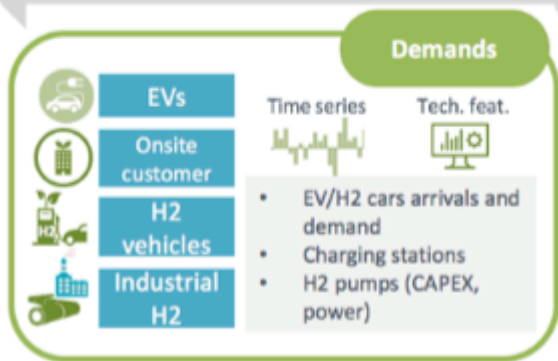 Demands
EVs
Onsite
customer
H2
vehicles
Industrial
H2
H2
Time series
Tech. feat.
• EV/H2 cars arrivals and
demand
• Charging stations
• H2 pumps (CAPEX,
power)